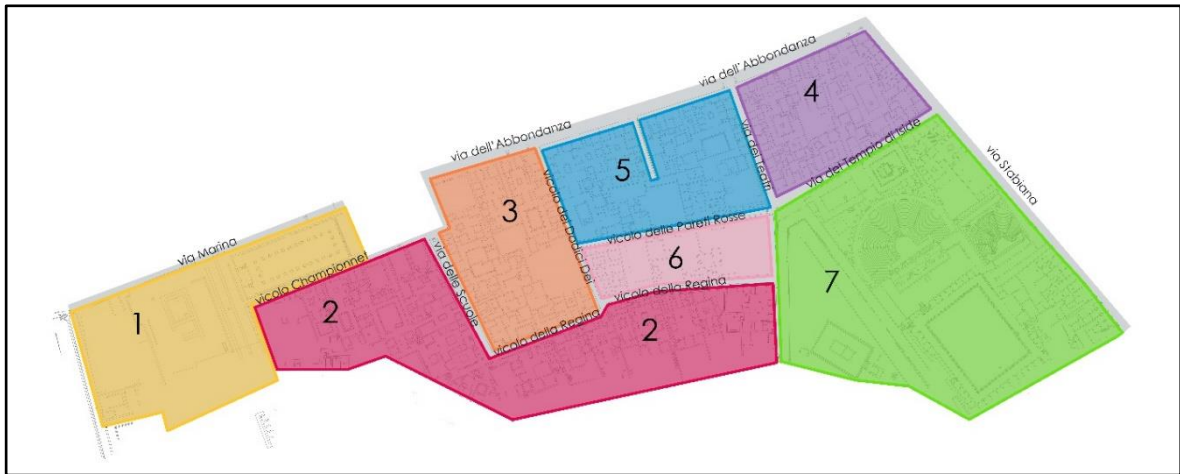 via dell' Abbondanza
4
via dell' Abbondanza
via dei Teatri
via del Tempio di Iside
via Stabiana
5
3
vicolo dei Dodici Dei
via Marina
vicolo delle Pareti Rosse
6
vicolo Championnet
via delle Scuole
7
vicolo della Regina
1
2
vicolo della Regina
2